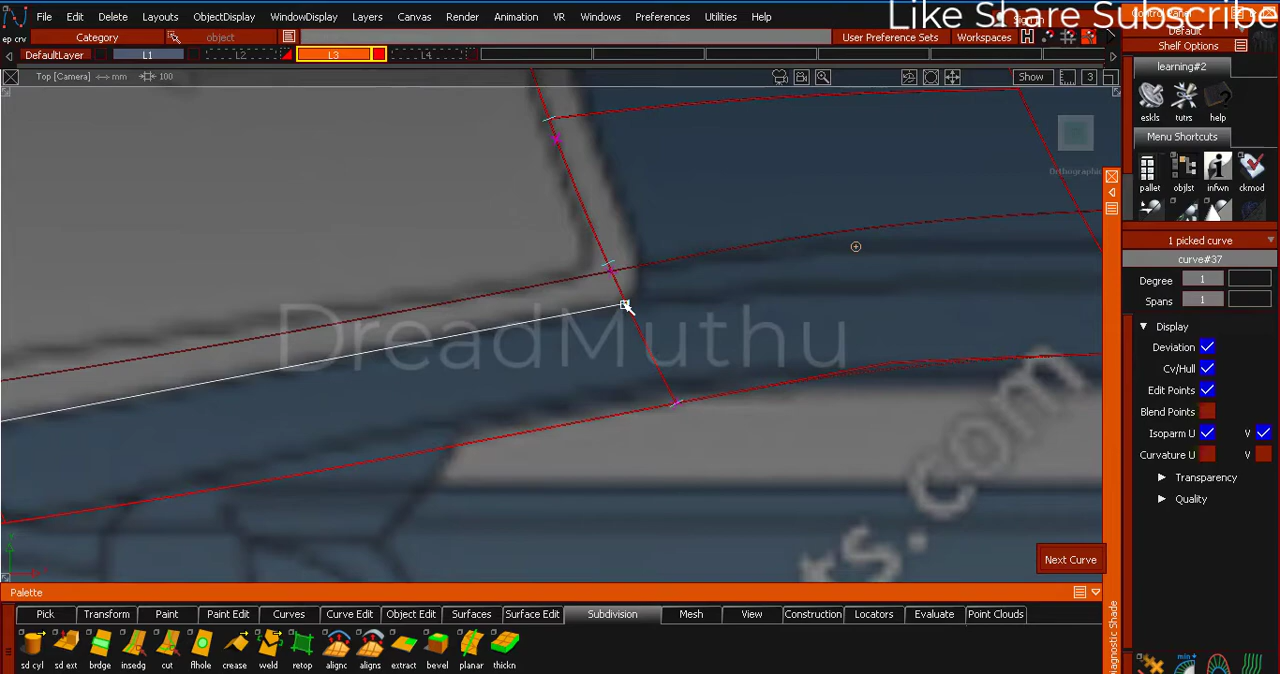 File Edit Delete Layouts ObjectDisplay WindowDisplay Layers Canvas Render Animation VR Windows Preferences Utilities Help
Like Share Subscribe
ep crv Category object User Preference Sets Workspaces Default
Shelf Options
DefaultLayer L1 L2 L3 L4
Top [Camera] mm 100 Show 3
learning#2
eskls tutrs help
Menu Shortcuts
Orthographic
pallet objlst infwn ckmod
1 picked curve
curve#37
Degree 1
Spans 1
Display
Deviation
Cv/Hull
Edit Points
Blend Points
Isoparm U V
Curvature U V
Transparency
Quality
DreadMuthu
s.com
Next Curve
Diagnostic Shade
Palette
Pick Transform Paint Paint Edit Curves Curve Edit Object Edit Surfaces Surface Edit Subdivision Mesh View Construction Locators Evaluate Point Clouds
sd cyl sd ext brdge insedg cut flhole crease weld retop alignc aligns extract bevel planar thickn